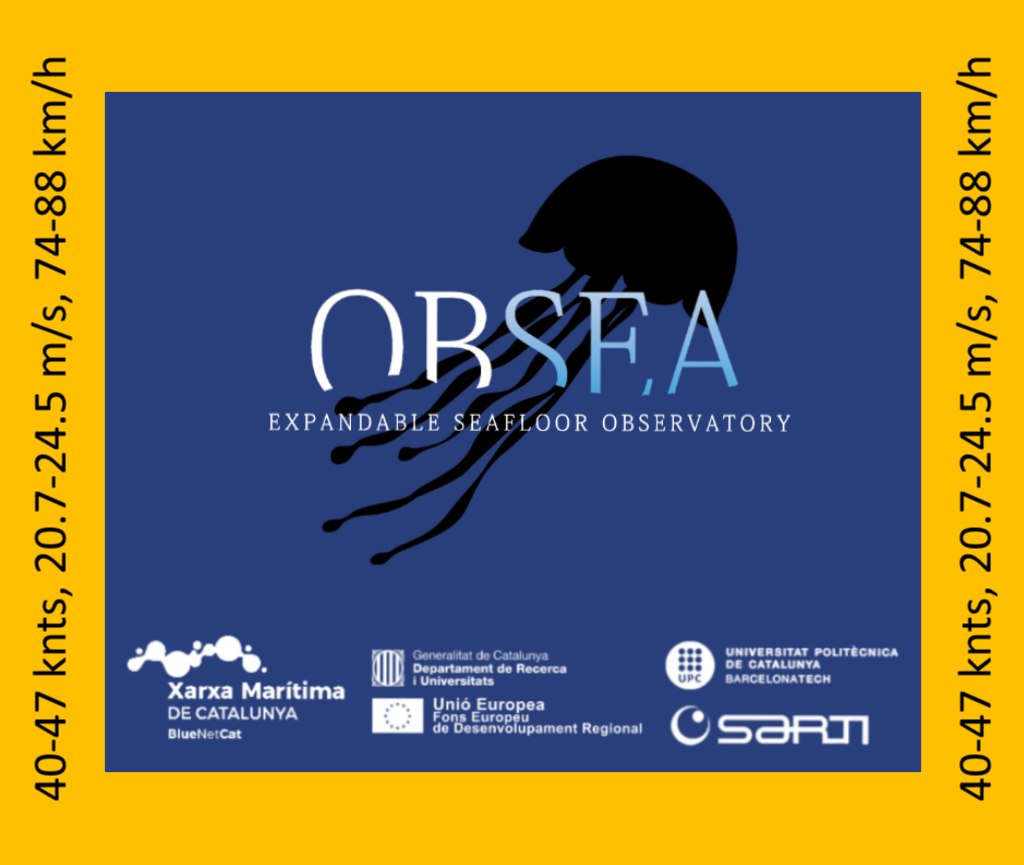 40-47 knts, 20.7-24.5 m/s, 74-88 km/h
OBSEA
EXPANDABLE SEAFLOOR OBSERVATORY
Xarxa Marítima
DE CATALUNYA
BlueNetCat
Generalitat de Catalunya
Departament de Recerca
i Universitats
Unió Europea
Fons Europeu
de Desenvolupament Regional
UPC
UNIVERSITAT POLITÈCNICA
DE CATALUNYA
BARCELONATECH
SARTI
40-47 knts, 20.7-24.5 m/s, 74-88 km/h